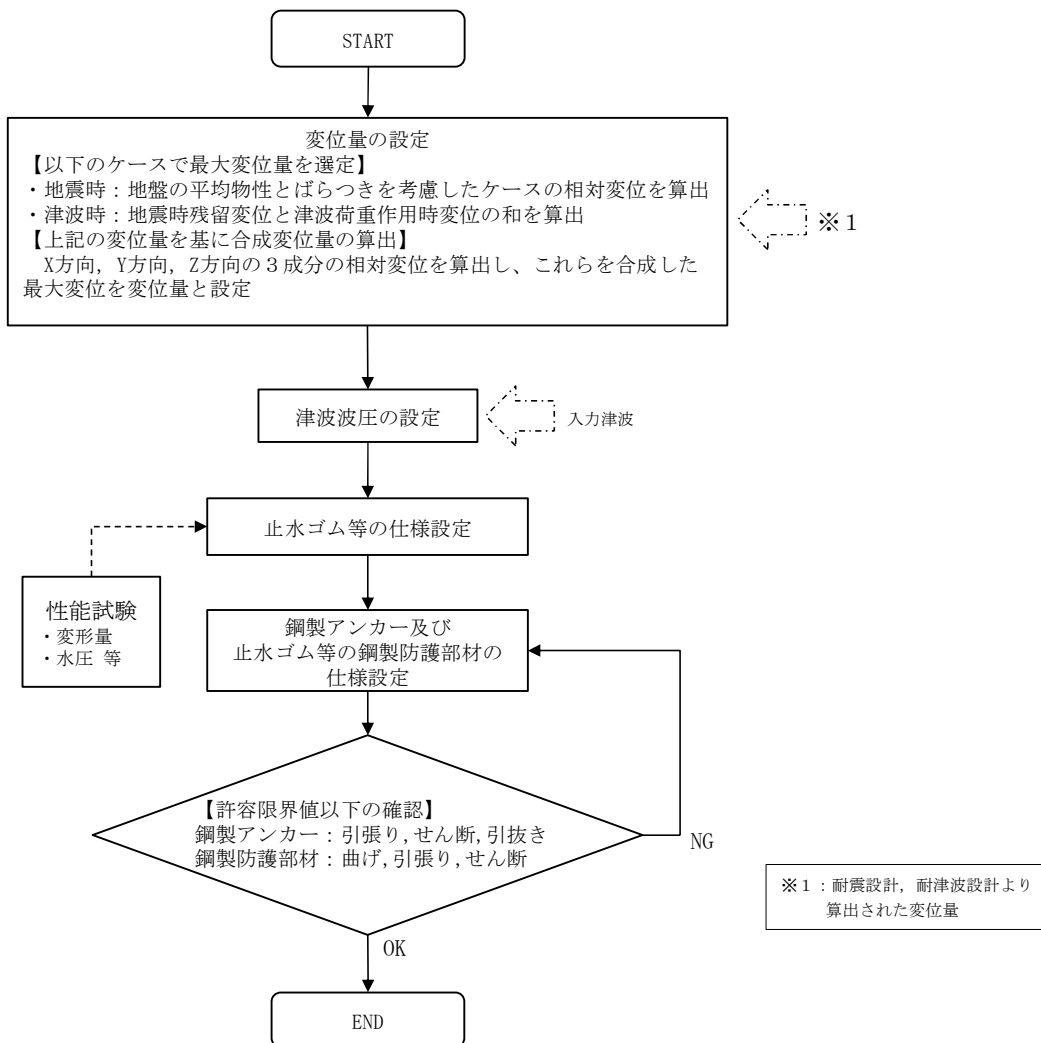 START
変位量の設定
【以下のケースで最大変位量を選定】
・地震時：地盤の平均物性とばらつきを考慮したケースの相対変位を算出
・津波時：地震時残留変位と津波荷重作用時変位の和を算出
【上記の変位量を基に合成変位量の算出】
X方向，Y方向，Z方向の３成分の相対変位を算出し、これらを合成した
最大変位を変位量と設定
※１
津波波圧の設定
入力津波
止水ゴム等の仕様設定
性能試験
・変形量
・水圧 等
鋼製アンカー及び
止水ゴム等の鋼製防護部材の
仕様設定
【許容限界値以下の確認】
鋼製アンカー：引張り,せん断,引抜き
鋼製防護部材：曲げ,引張り,せん断
NG
※１：耐震設計，耐津波設計より
算出された変位量
OK
END